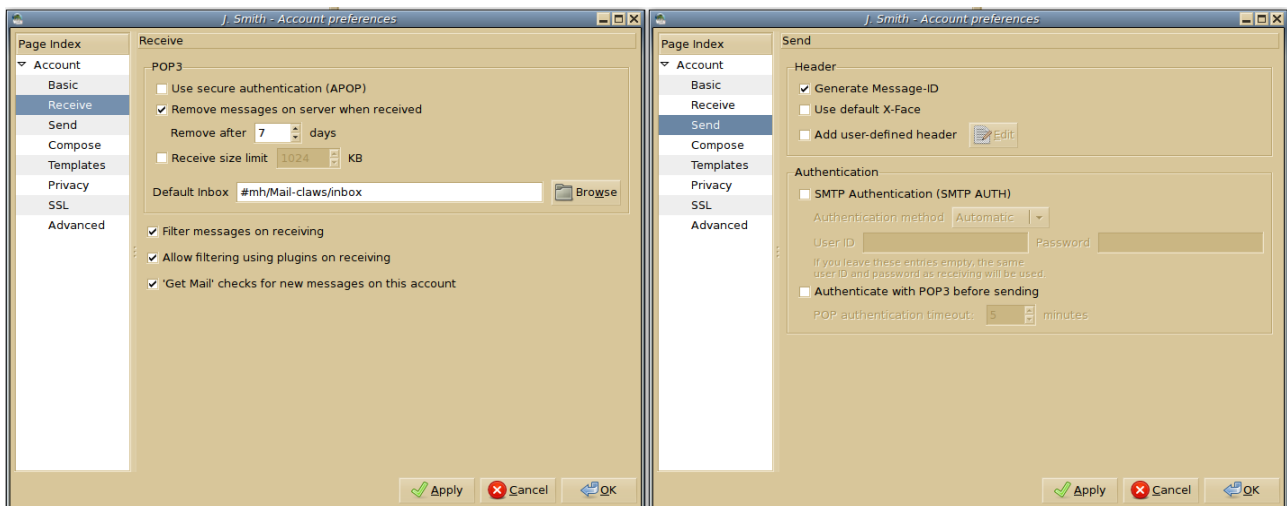 J. Smith - Account preferences
Page Index
Account
Basic
Receive
Send
Compose
Templates
Privacy
SSL
Advanced
Receive
POP3
Use secure authentication (APOP)
Remove messages on server when received
Remove after 7 days
Receive size limit 1024 KB
Default Inbox #mh/Mail-claws/inbox Browse
Filter messages on receiving
Allow filtering using plugins on receiving
'Get Mail' checks for new messages on this account
Apply Cancel OK
J. Smith - Account preferences
Page Index
Account
Basic
Receive
Send
Compose
Templates
Privacy
SSL
Advanced
Send
Header
Generate Message-ID
Use default X-Face
Add user-defined header Edit
Authentication
SMTP Authentication (SMTP AUTH)
Authentication method Automatic
User ID Password
If you leave these entries empty, the same
user ID and password as receiving will be used.
Authenticate with POP3 before sending
POP authentication timeout: 5 minutes
Apply Cancel OK